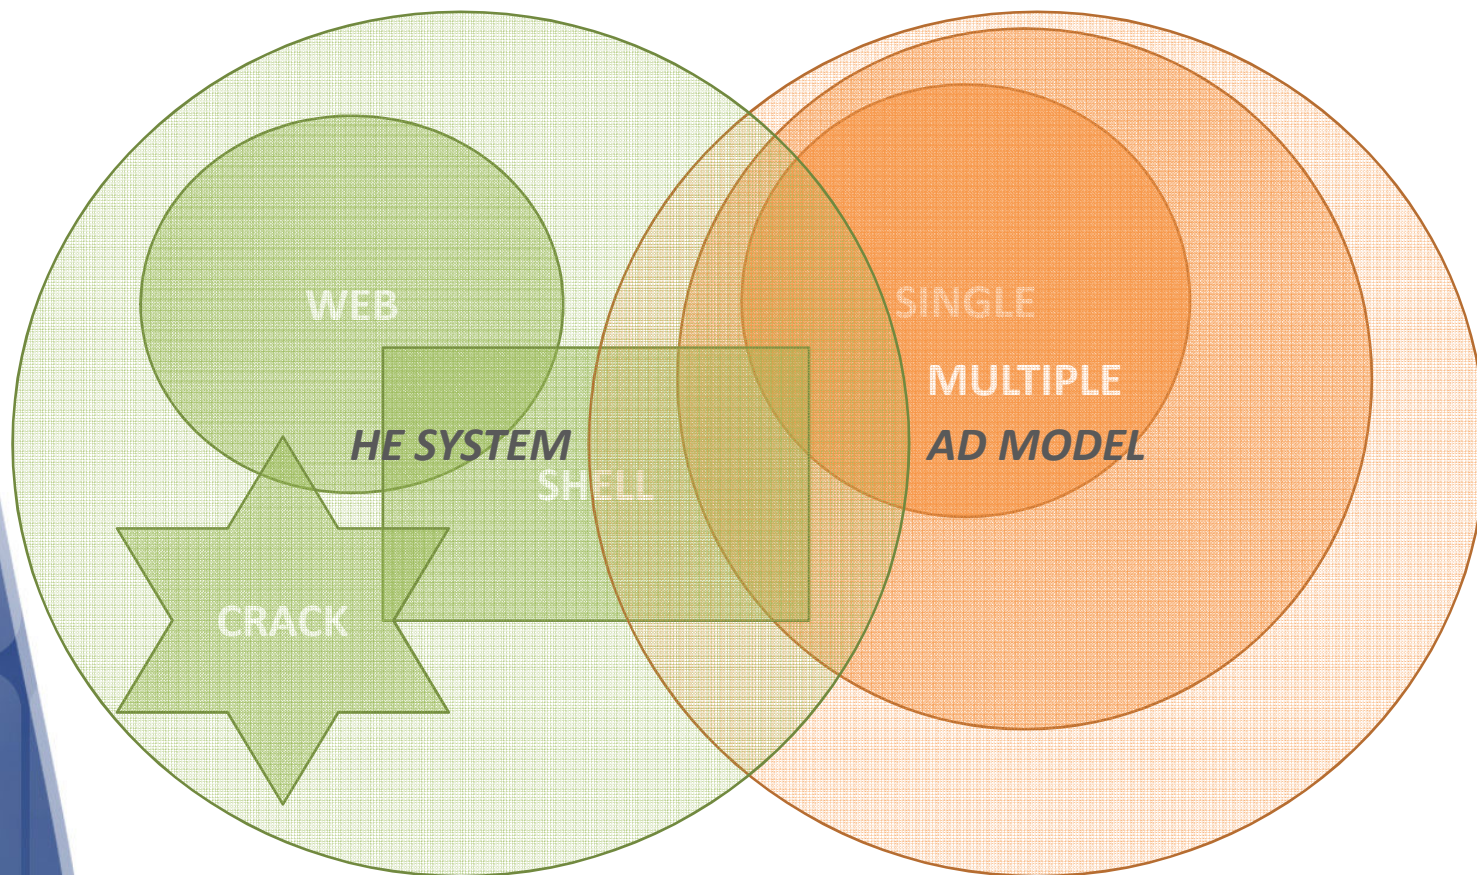 WEB
SINGLE
MULTIPLE
HE SYSTEM
AD MODEL
SHELL
CRACK